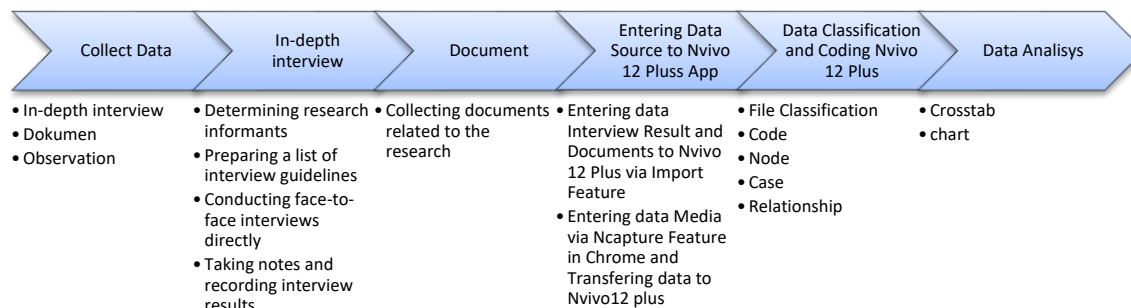 Collect Data
• In-depth interview
• Dokumen
• Observation
In-depth
interview
• Determining research
informants
• Preparing a list of
interview guidelines
• Conducting face-to-
face interviews
directly
• Taking notes and
recording interview
results
Document
• Collecting documents
related to the
research
Entering Data
Source to Nvivo
12 Pluss App
• Entering data
Interview Result and
Documents to Nvivo
12 Plus via Import
Feature
• Entering data Media
via Ncapture Feature
in Chrome and
Transfering data to
Nvivo12 plus
Data Classification
and Coding Nvivo
12 Plus
• File Classification
• Code
• Node
• Case
• Relationship
Data Analisys
• Crosstab
• chart